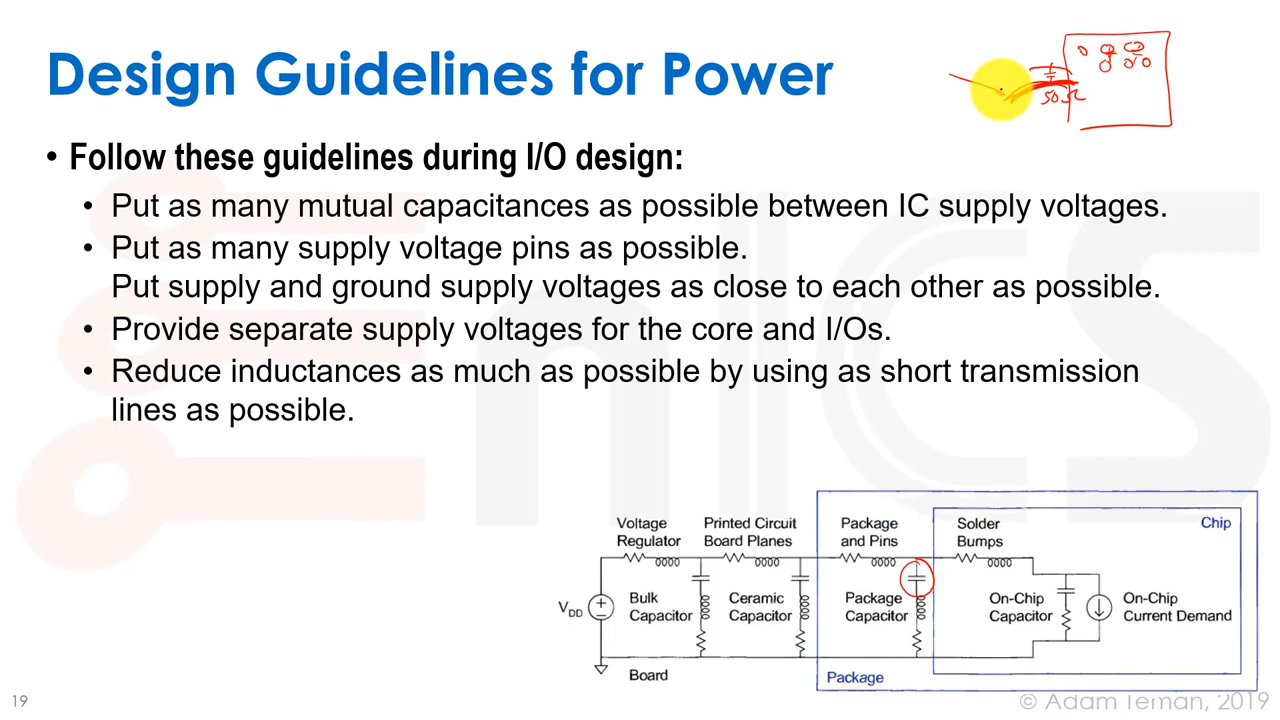 Design Guidelines for Power
50Ω
• Follow these guidelines during I/O design:
• Put as many mutual capacitances as possible between IC supply voltages.
• Put as many supply voltage pins as possible.
Put supply and ground supply voltages as close to each other as possible.
• Provide separate supply voltages for the core and I/Os.
• Reduce inductances as much as possible by using as short transmission
lines as possible.
Voltage
Regulator
Printed Circuit
Board Planes
Package
and Pins
Solder
Bumps
Chip
VDD
Bulk
Capacitor
Ceramic
Capacitor
Package
Capacitor
On-Chip
Capacitor
On-Chip
Current Demand
Board
Package
19
© Adam Teman, 2019